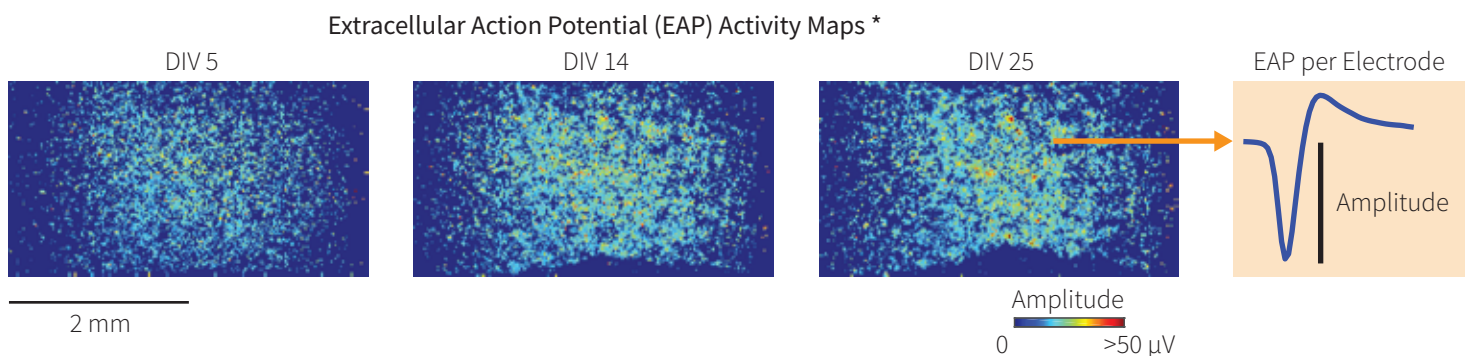 Extracellular Action Potential (EAP) Activity Maps *
DIV 5
DIV 14
DIV 25
EAP per Electrode
Amplitude
2 mm
Amplitude
0
>50 µV